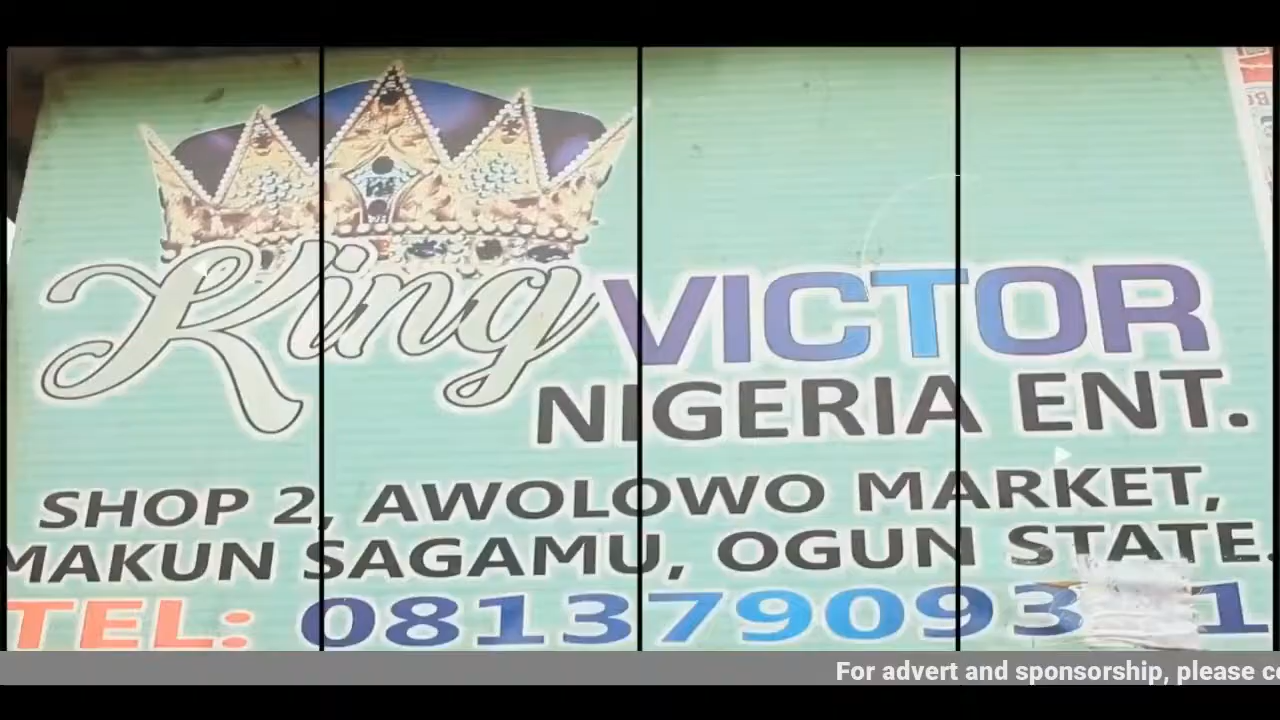 King VICTOR
NIGERIA ENT.
SHOP 2, AWOLOWO MARKET,
MAKUN SAGAMU, OGUN STATE.
TEL: 081379093 1
For advert and sponsorship, please